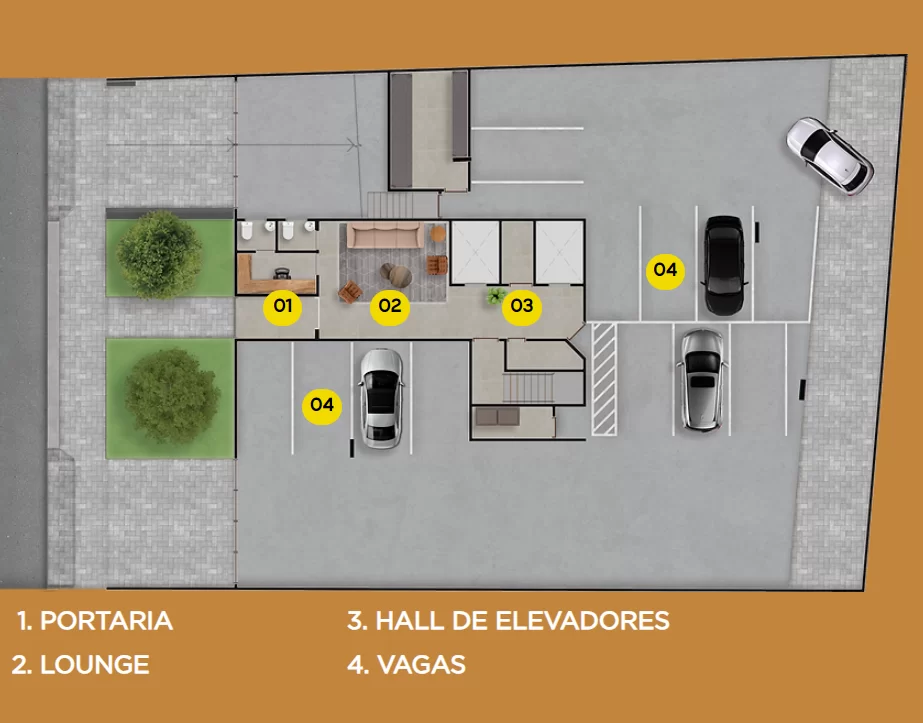 04
01
02
03
04
1. PORTARIA
2. LOUNGE
3. HALL DE ELEVADORES
4. VAGAS